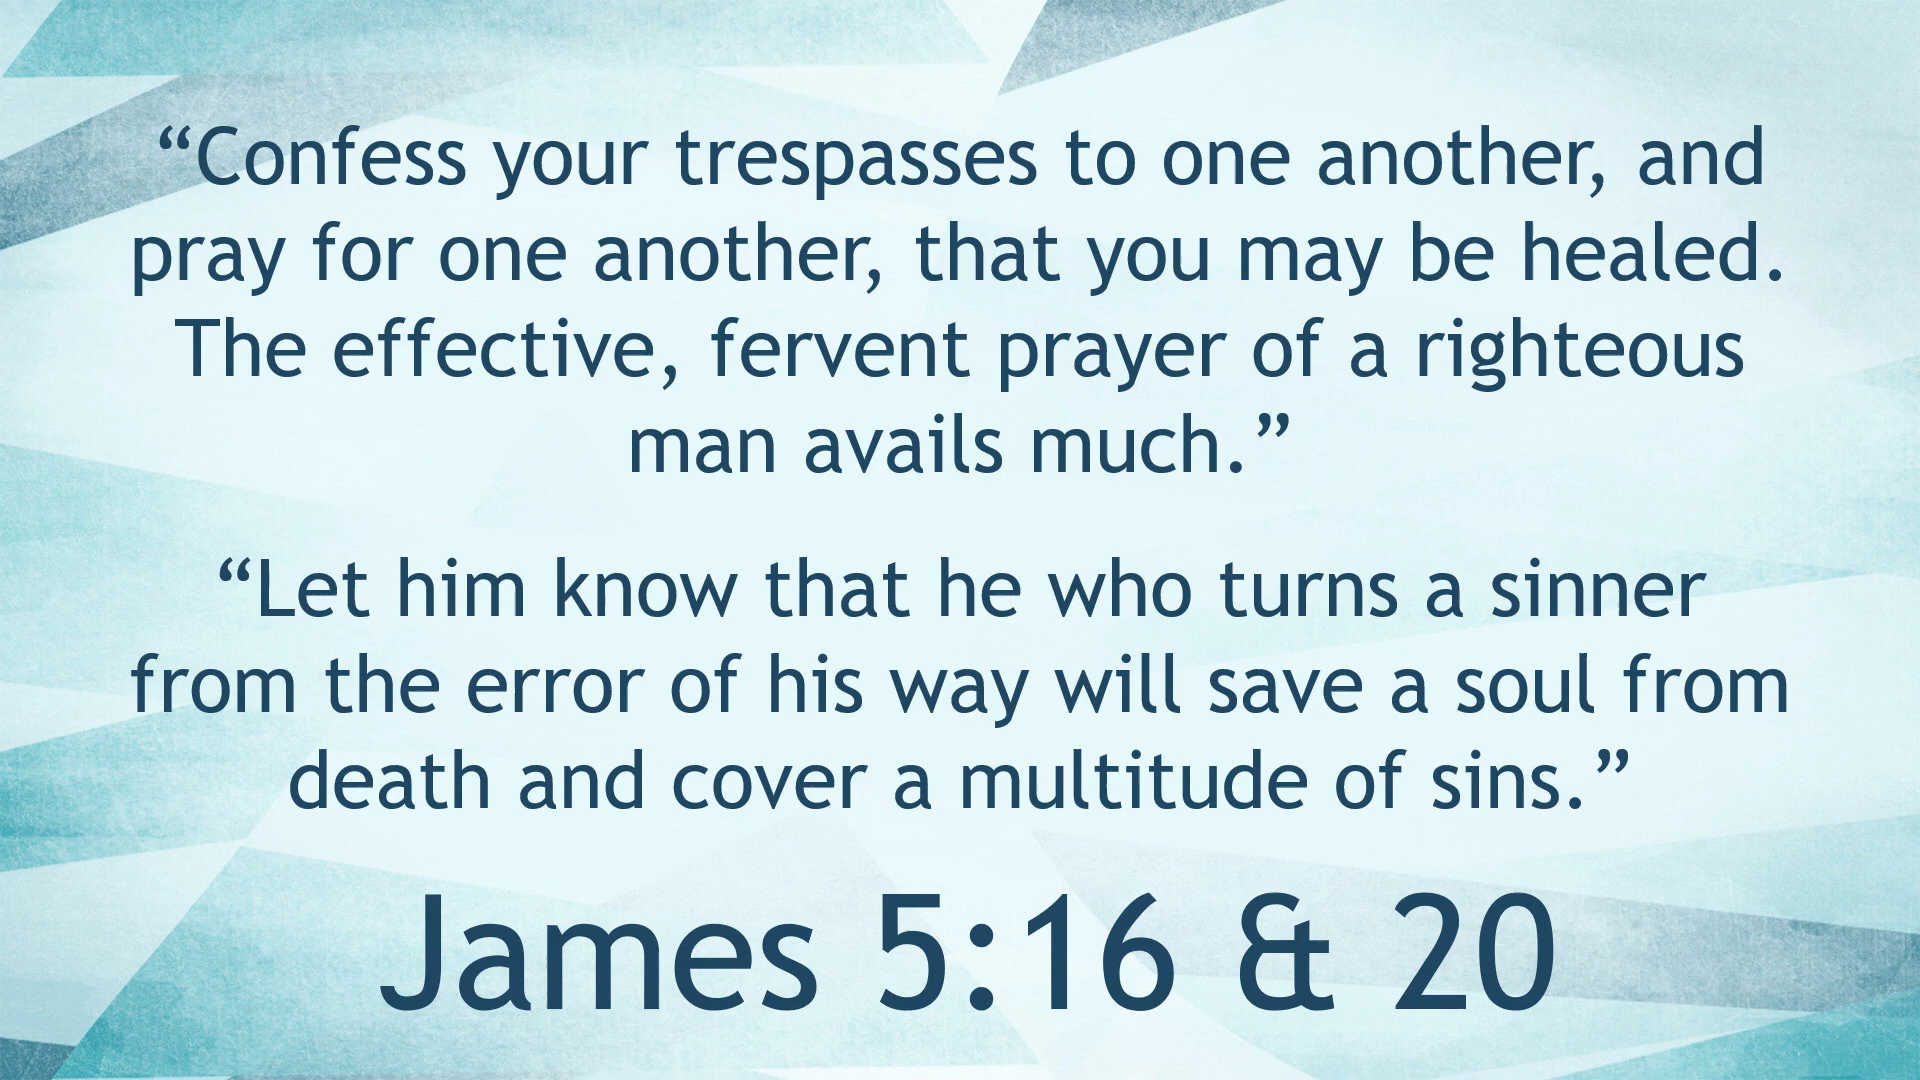 “Confess your trespasses to one another, and
pray for one another, that you may be healed.
The effective, fervent prayer of a righteous
man avails much.”
“Let him know that he who turns a sinner
from the error of his way will save a soul from
death and cover a multitude of sins.”
James 5:16 & 20